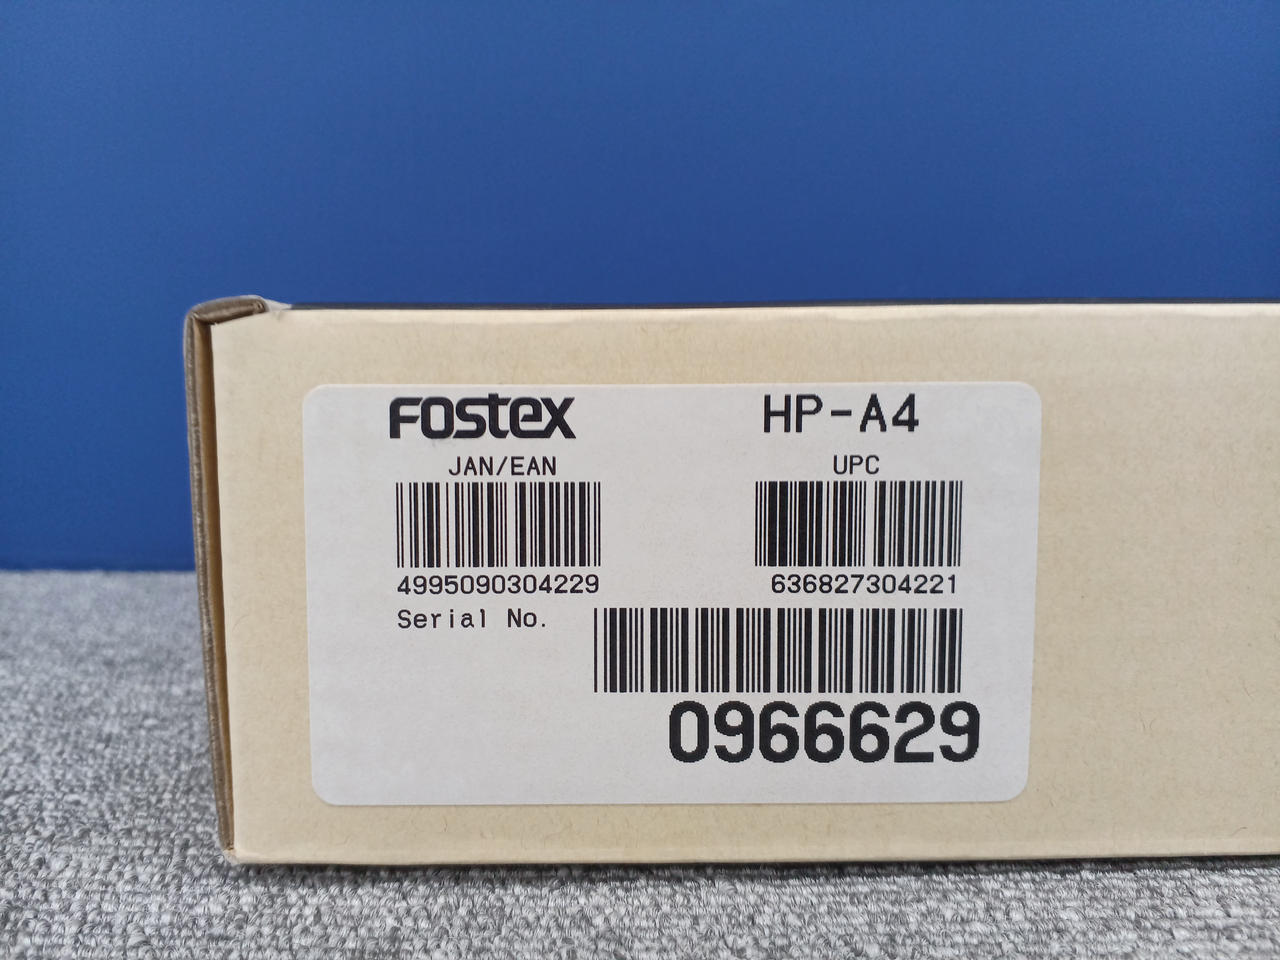 Fostex HP-A4
JAN/EAN UPC
4995090304229 636827304221
Serial No.
0966629